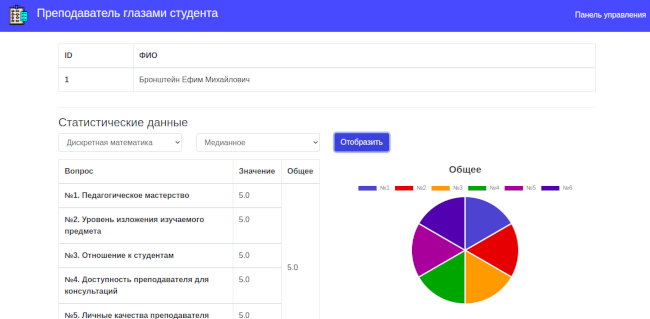 Преподаватель глазами студента
Панель управления
ID ФИО
1 Бронштейн Ефим Михайлович
Статистические данные
Дискретная математика Медианное Отобразить
Вопрос Значение Общее
№1. Педагогическое мастерство 5.0
№2. Уровень изложения изучаемого 5.0
предмета
№3. Отношение к студентам 5.0
5.0
№4. Доступность преподавателя для 5.0
консультаций
№5. Личные качества преподавателя 5.0
Общее
№1 №2 №3 №4 №5 №6